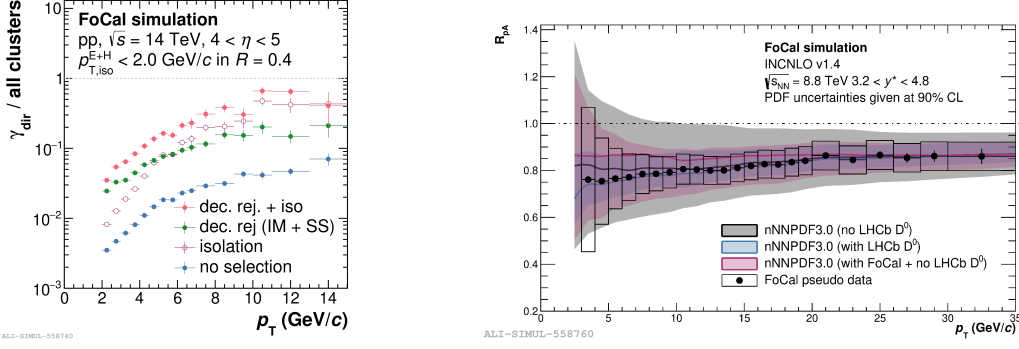 FoCal simulation
pp, √s = 14 TeV, 4 < η < 5
p_T,iso^E+H < 2.0 GeV/c in R = 0.4
γ_dir / all clusters
1
10⁻¹
10⁻²
10⁻³
dec. rej. + iso
dec. rej (IM + SS)
isolation
no selection
0 2 4 6 8 10 12 14
p_T (GeV/c)
ALI-SIMUL-558740
R_pA
FoCal simulation
INCNLO v1.4
√s_NN = 8.8 TeV 3.2 < y* < 4.8
PDF uncertainties given at 90% CL
1.4
1.2
1.0
0.8
0.6
0.4
0.2
nNNPDF3.0 (no LHCb D⁰)
nNNPDF3.0 (with LHCb D⁰)
nNNPDF3.0 (with FoCal + no LHCb D⁰)
FoCal pseudo data
0 5 10 15 20 25 30 35
p_T (GeV/c)
ALI-SIMUL-558760